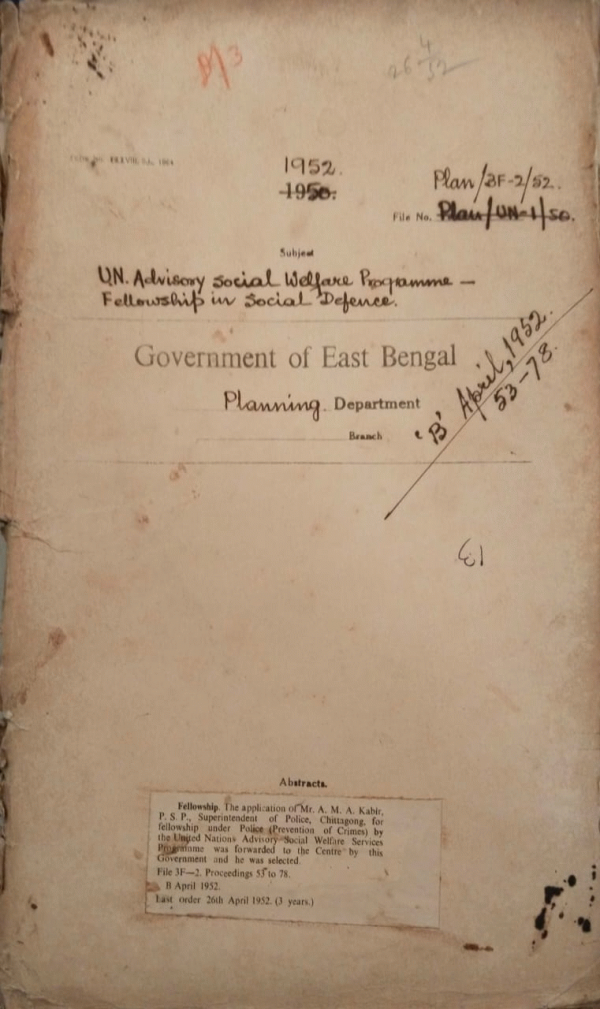 26 4/52
1952.
1950.
Plan/3F-2/52.
File No. Plan/UN-1/50.
Subject
U.N. Advisory Social Welfare Programme —
Fellowship in Social Defence.
Government of East Bengal
Planning Department
Branch
'B' April, 1952.
53-78.
Abstracts.
Fellowship. The application of Mr. A. M. A. Kabir,
P. S. P., Superintendent of Police, Chittagong, for
fellowship under Police (Prevention of Crimes) by
the United Nations Advisory Social Welfare Services
Programme was forwarded to the Centre by this
Government and he was selected.
File 3F—2. Proceedings 53 to 78.
B April 1952.
Last order 26th April 1952. (3 years.)